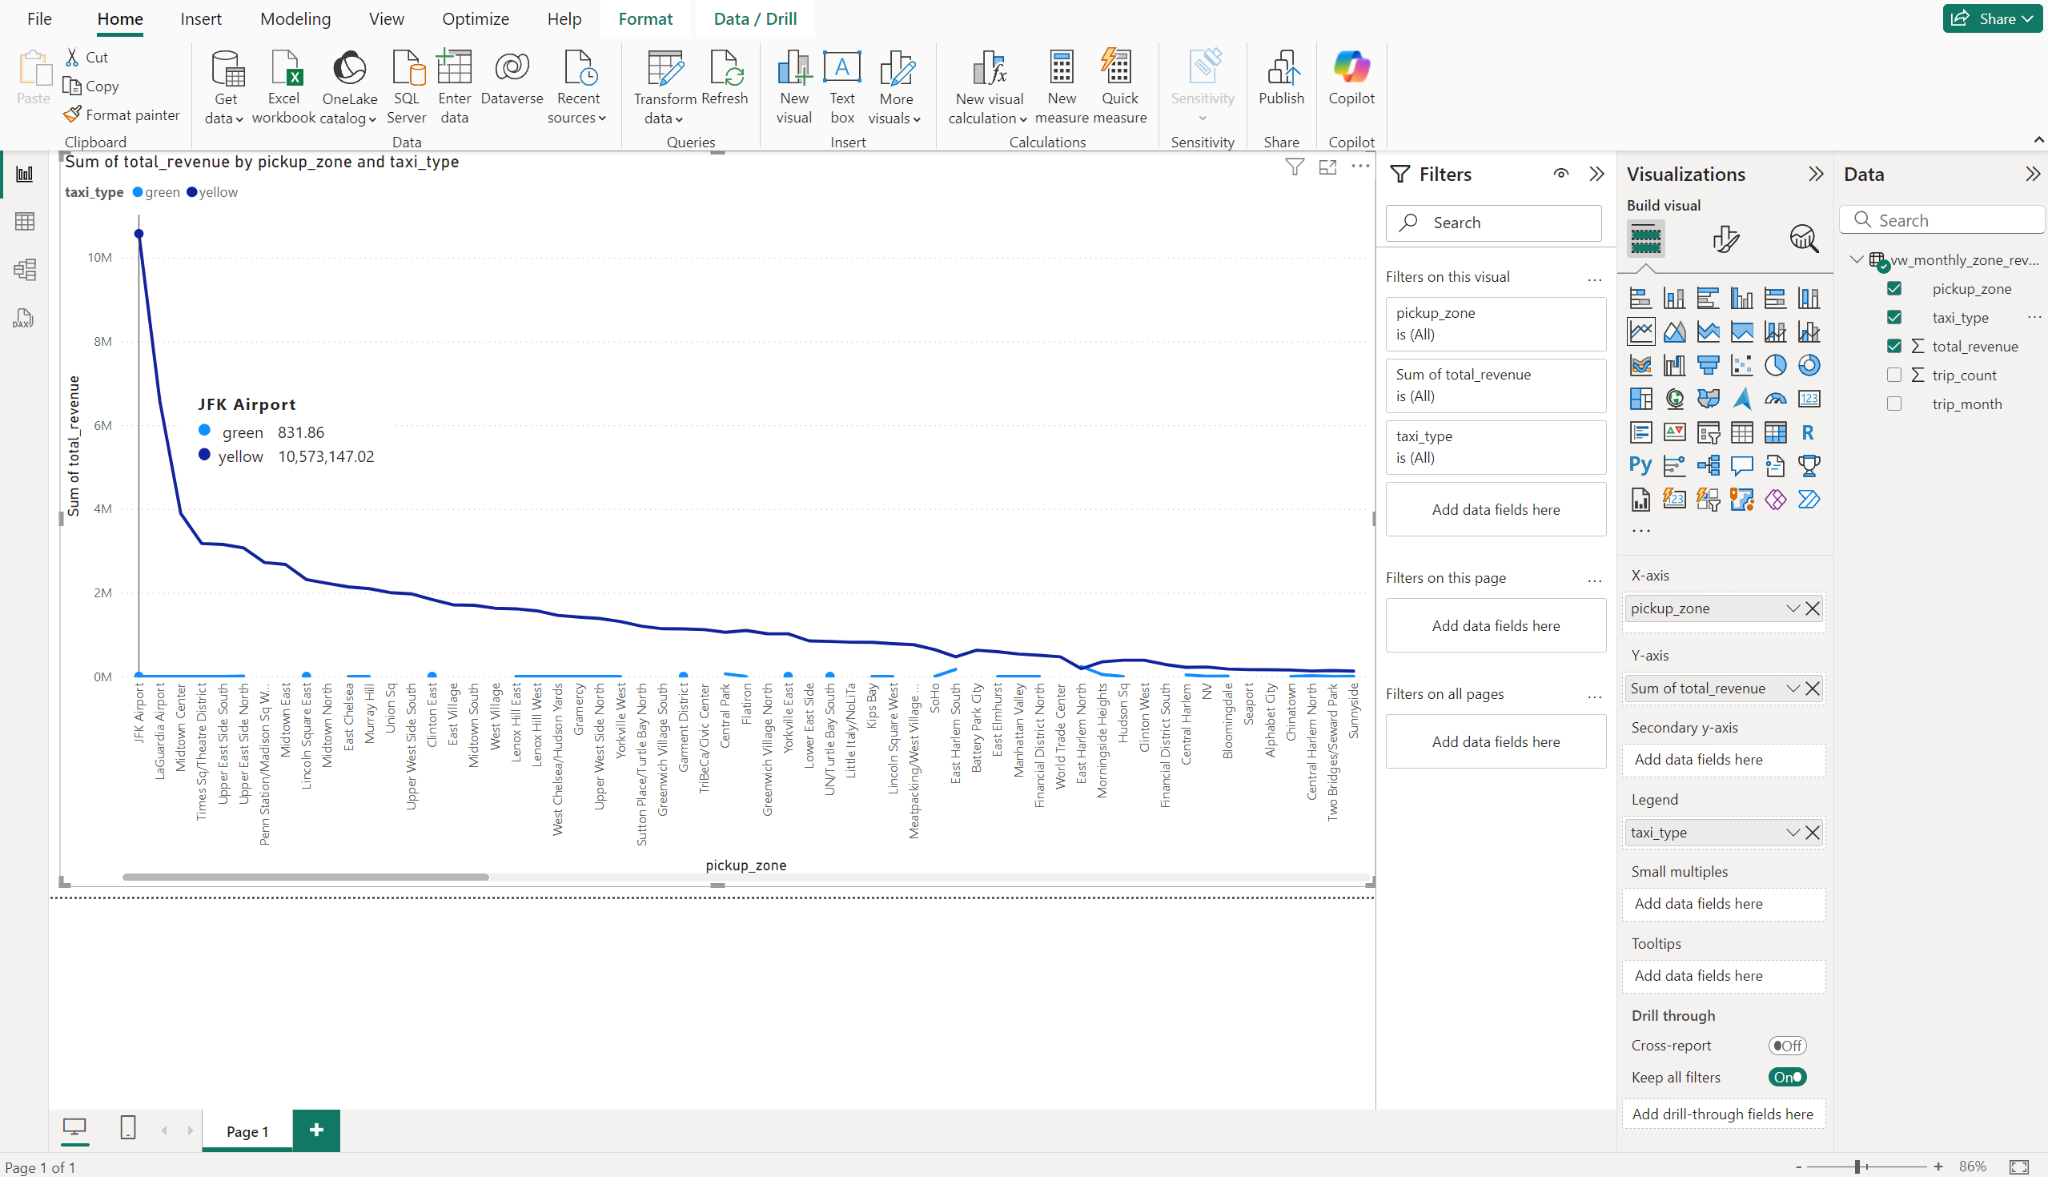 File Home Insert Modeling View Optimize Help Format Data / Drill Share
Paste
Cut
Copy
Format painter
Clipboard
Get data
Excel workbook
OneLake catalog
SQL Server
Enter data
Dataverse
Recent sources
Data
Transform data
Refresh
Queries
New visual
Text box
More visuals
Insert
New visual calculation
New measure
Quick measure
Calculations
Sensitivity
Sensitivity
Publish
Share
Copilot
Copilot
Sum of total_revenue by pickup_zone and taxi_type
taxi_type green yellow
Sum of total_revenue
10M
8M
6M
4M
2M
0M
JFK Airport
green 831.86
yellow 10,573,147.02
JFK Airport
LaGuardia Airport
Midtown Center
Times Sq/Theatre District
Upper East Side South
Upper East Side North
Penn Station/Madison Sq W...
Midtown East
Lincoln Square East
Midtown North
East Chelsea
Murray Hill
Union Sq
Upper West Side South
Clinton East
East Village
Midtown South
West Village
Lenox Hill East
Lenox Hill West
West Chelsea/Hudson Yards
Gramercy
Upper West Side North
Yorkville West
Sutton Place/Turtle Bay North
Greenwich Village South
Garment District
TriBeCa/Civic Center
Central Park
Flatiron
Greenwich Village North
Yorkville East
Lower East Side
UN/Turtle Bay South
Little Italy/NoLiTa
Kips Bay
Lincoln Square West
Meatpacking/West Village ...
SoHo
East Harlem South
Battery Park City
East Elmhurst
Manhattan Valley
Financial District North
World Trade Center
East Harlem North
Morningside Heights
Hudson Sq
Clinton West
Financial District South
Central Harlem
NV
Bloomingdale
Seaport
Alphabet City
Chinatown
Central Harlem North
Two Bridges/Seward Park
Sunnyside
pickup_zone
Filters
Search
Filters on this visual ...
pickup_zone
is (All)
Sum of total_revenue
is (All)
taxi_type
is (All)
Add data fields here
Filters on this page ...
Add data fields here
Filters on all pages ...
Add data fields here
Visualizations
Build visual
123
R
Py
123
...
X-axis
pickup_zone
Y-axis
Sum of total_revenue
Secondary y-axis
Add data fields here
Legend
taxi_type
Small multiples
Add data fields here
Tooltips
Add data fields here
Drill through
Cross-report Off
Keep all filters On
Add drill-through fields here
Data
Search
vw_monthly_zone_rev...
pickup_zone
taxi_type ...
total_revenue
trip_count
trip_month
DAX
Page 1 +
Page 1 of 1
- + 86%